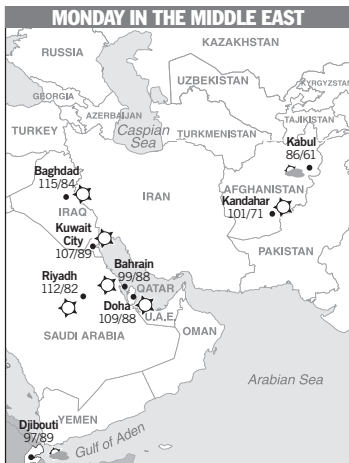 MONDAY IN THE MIDDLE EAST
KAZAKHSTAN
RUSSIA
UZBEKISTAN
KYRGYZSTAN
GEORGIA
AZERBAIJAN
TAJIKISTAN
TURKEY
Caspian
Sea
TURKMENISTAN
Kabul
86/61
Baghdad
115/84
IRAQ
IRAN
AFGHANISTAN
Kandahar
101/71
Kuwait
City
107/89
PAKISTAN
Bahrain
99/88
Riyadh
112/82
QATAR
Doha
109/88
U.A.E.
OMAN
SAUDI ARABIA
Arabian Sea
YEMEN
Djibouti
97/89
Gulf of Aden